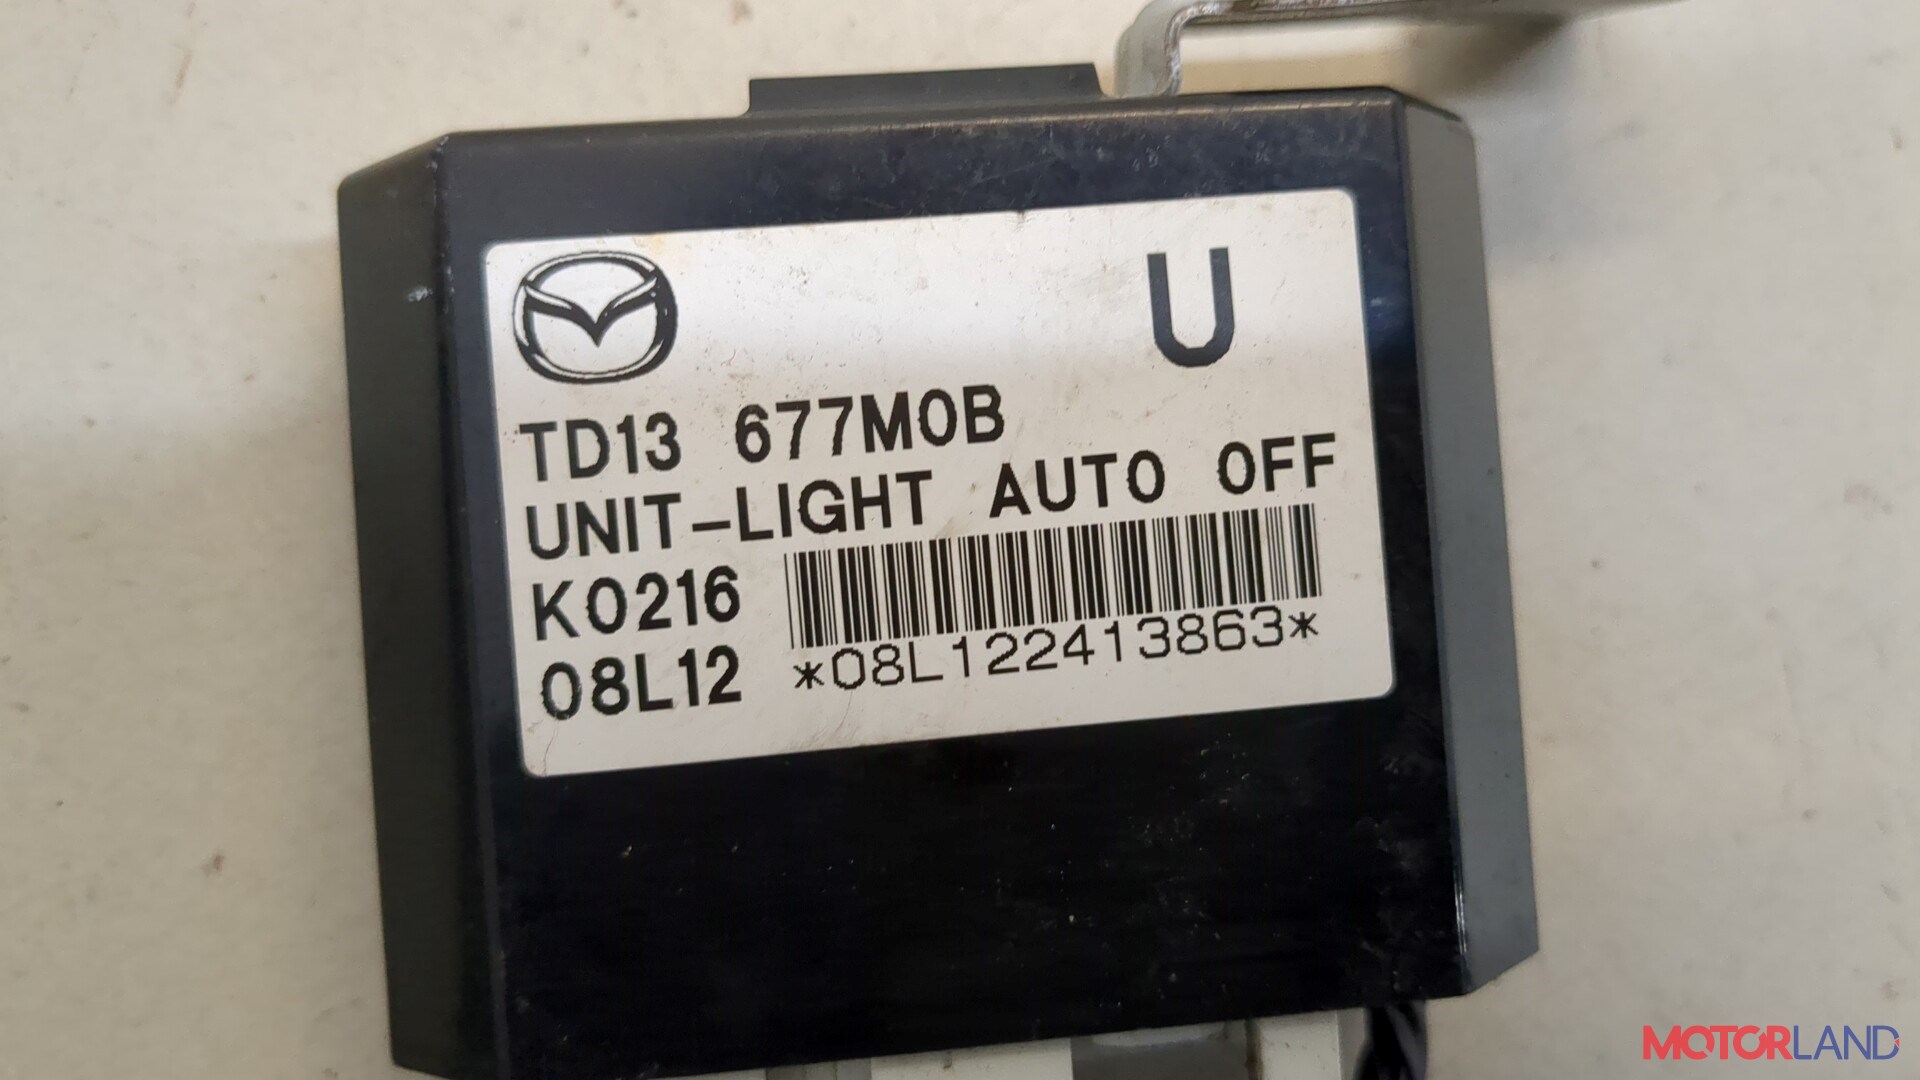 U
TD13 677M0B
UNIT-LIGHT AUTO OFF
K0216
08L12 *08L122413863*
MOTORLAND